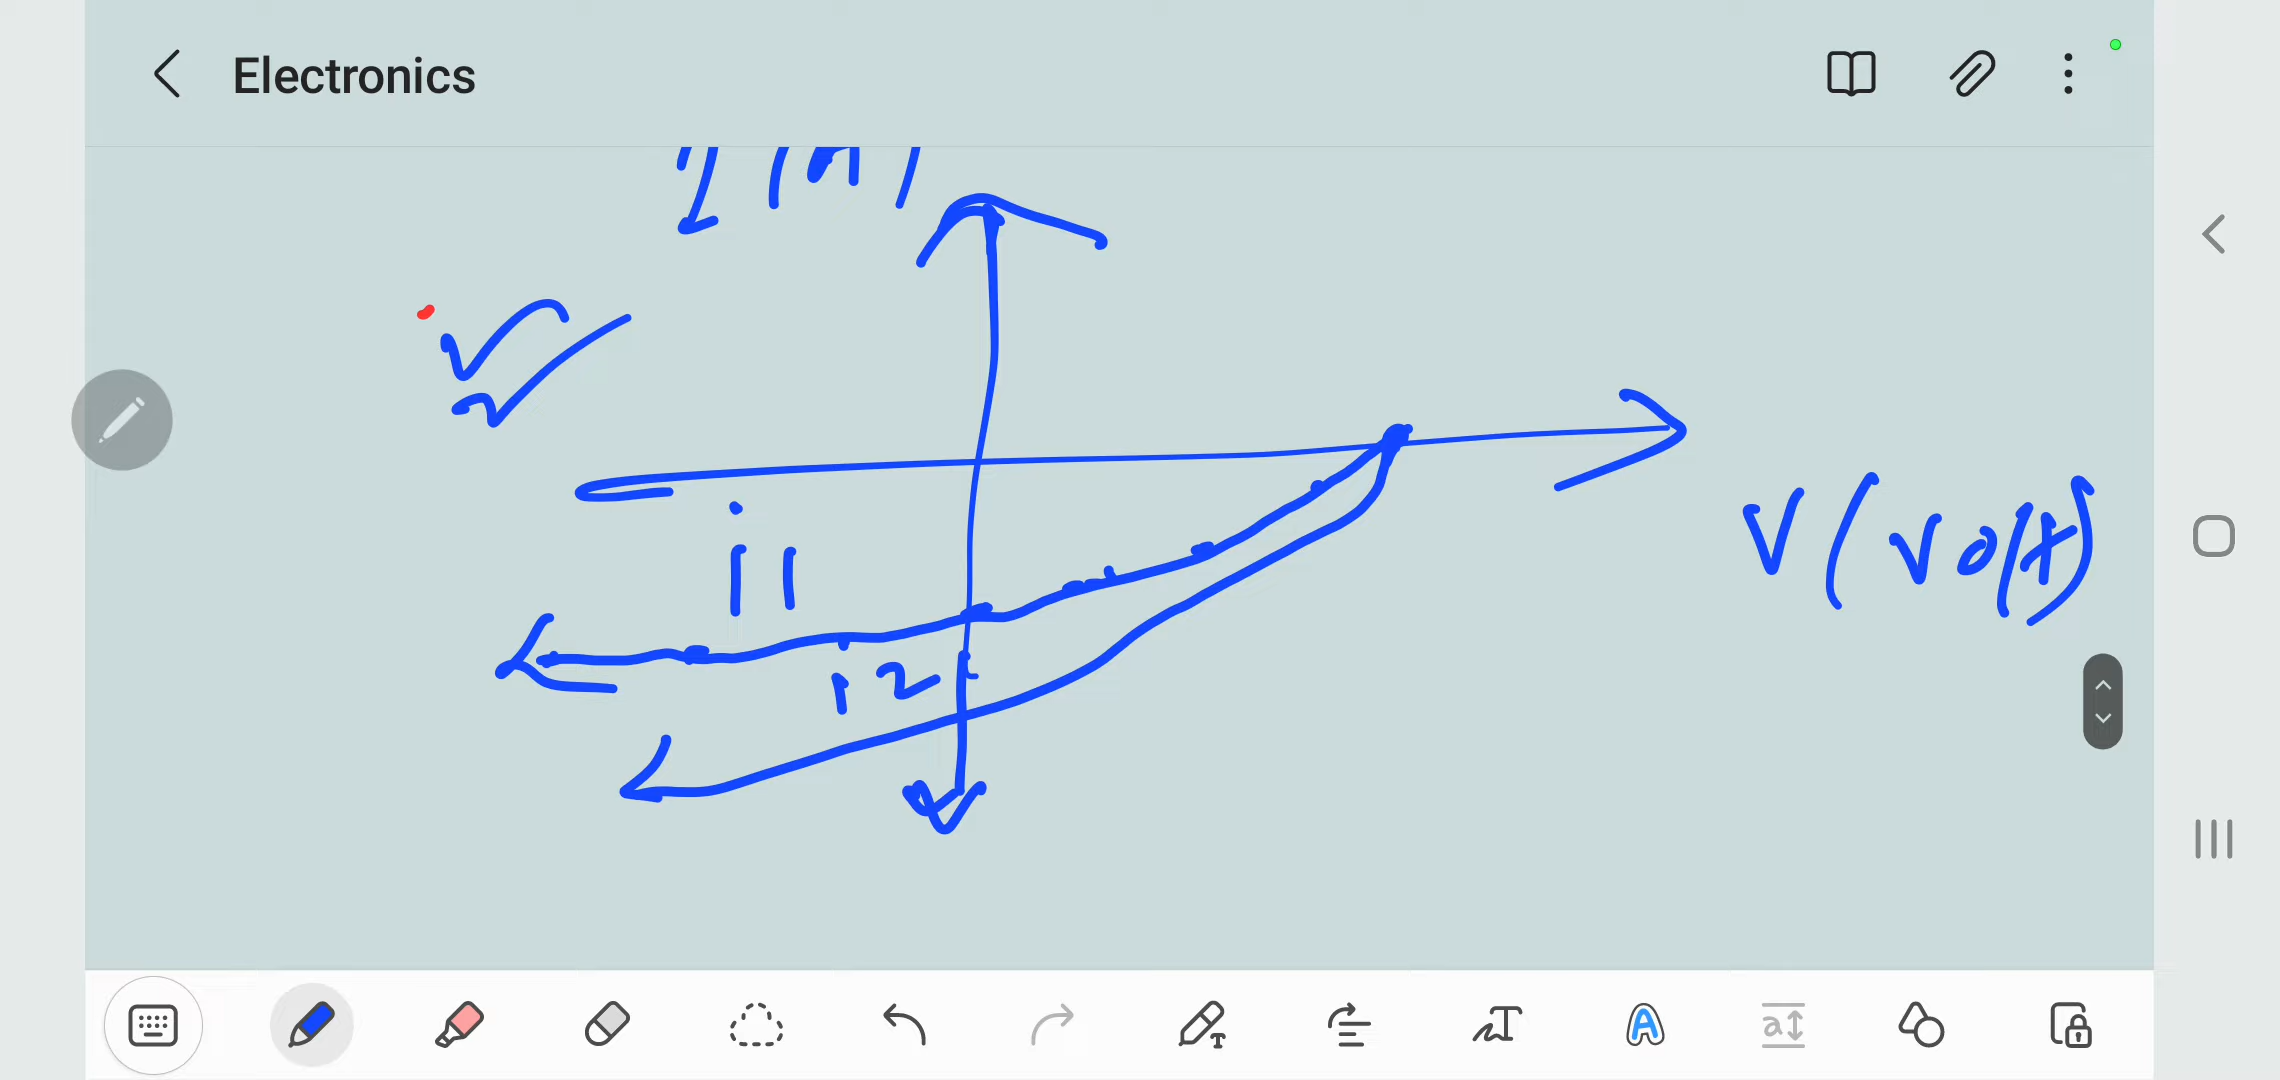 Electronics
I (A)
i1
V (volt)
i2